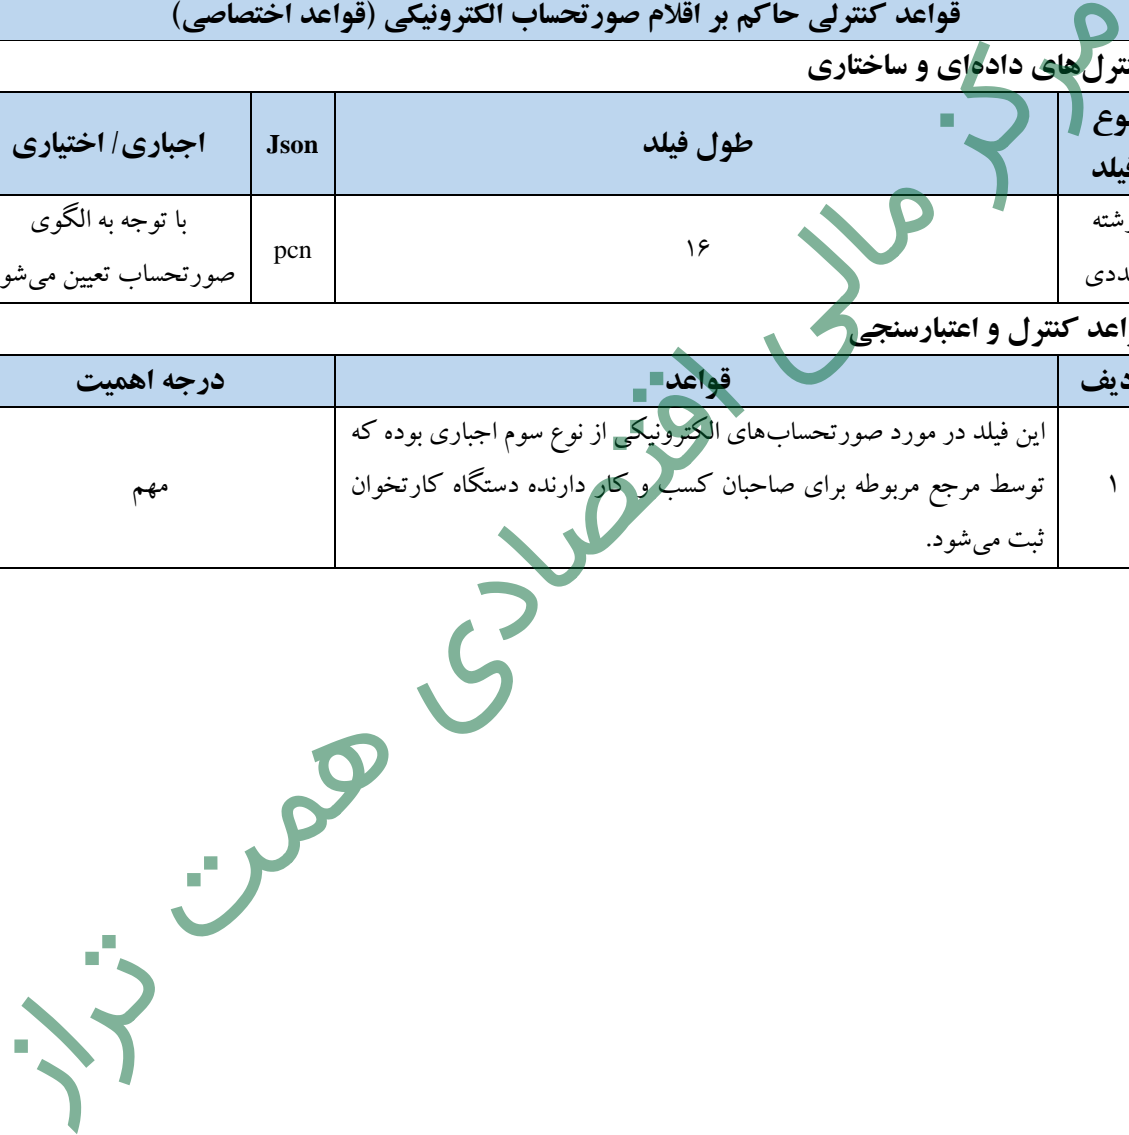 قواعد کنترلی حاکم بر اقلام صورتحساب الکترونیکی (قواعد اختصاصی)
نترل‌های داده‌ای و ساختاری
وع
فیلد
طول فیلد
Json
اجباری/ اختیاری
رشته
ددی
۱۶
pcn
با توجه به الگوی
صورتحساب تعیین می‌شو
اعد کنترل و اعتبارسنجی
دیف
قواعد
درجه اهمیت
۱
این فیلد در مورد صورتحساب‌های الکترونیکی از نوع سوم اجباری بوده که
توسط مرجع مربوطه برای صاحبان کسب و کار دارنده دستگاه کارتخوان
ثبت می‌شود.
مهم
مرکز مالی اقتصادی همت تراز